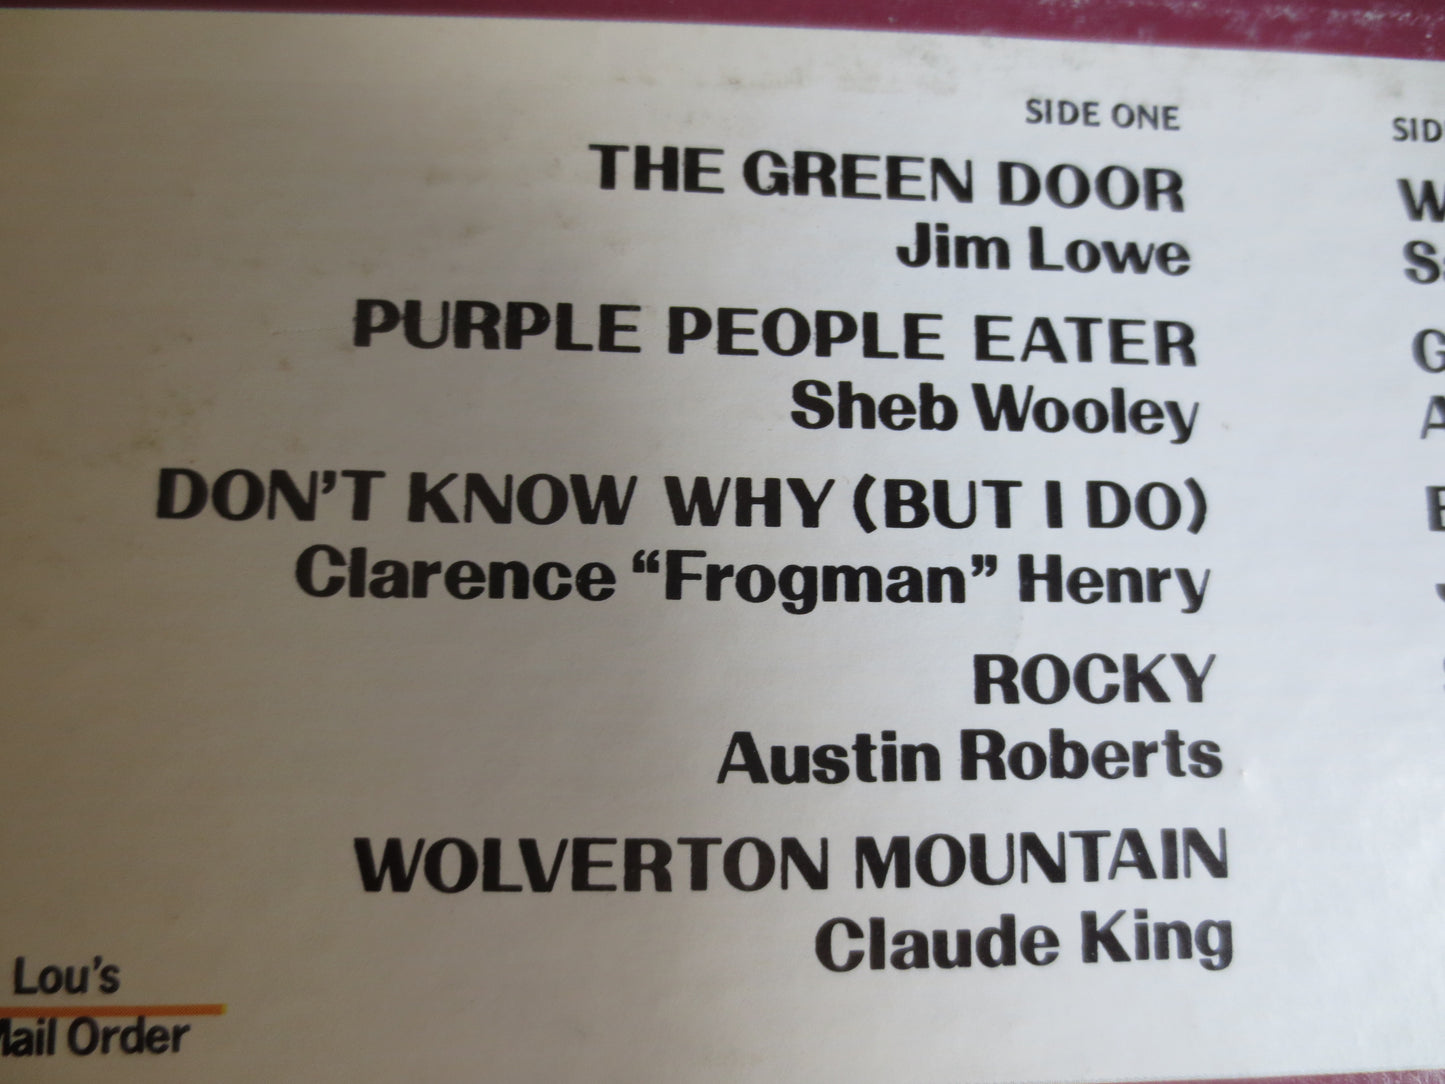 SIDE ONE
THE GREEN DOOR
Jim Lowe
PURPLE PEOPLE EATER
Sheb Wooley
DON'T KNOW WHY (BUT I DO)
Clarence “Frogman” Henry
ROCKY
Austin Roberts
WOLVERTON MOUNTAIN
Claude King
Lou's
Mail Order